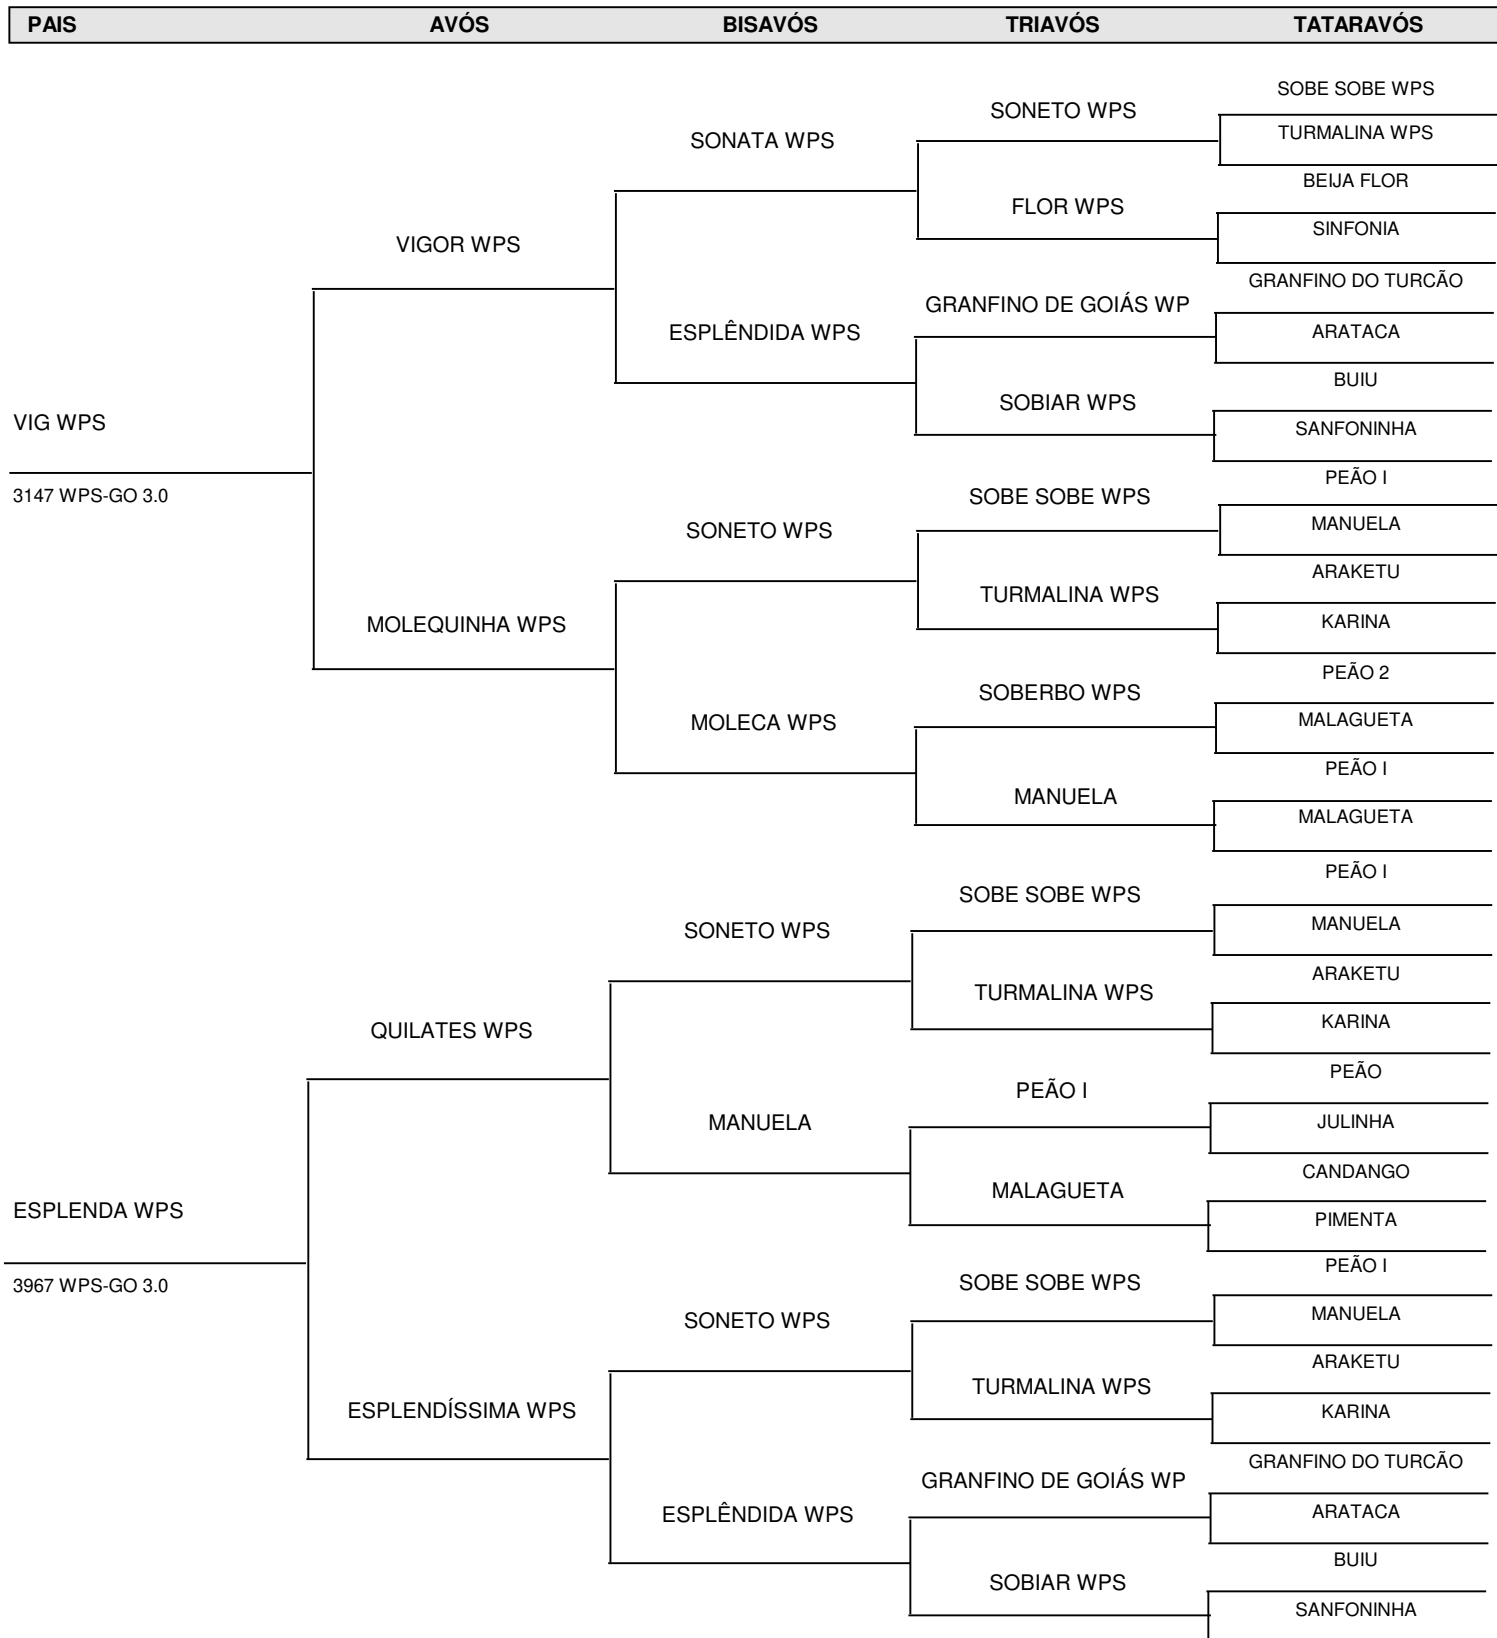 PAIS AVÓS BISAVÓS TRIAVÓS TATARAVÓS
SOBE SOBE WPS
SONETO WPS
TURMALINA WPS
SONATA WPS
BEIJA FLOR
FLOR WPS
SINFONIA
VIGOR WPS
GRANFINO DO TURCÃO
GRANFINO DE GOIÁS WP
ARATACA
ESPLÊNDIDA WPS
BUIU
SOBIAR WPS
SANFONINHA
VIG WPS
3147 WPS-GO 3.0
PEÃO I
SOBE SOBE WPS
MANUELA
SONETO WPS
ARAKETU
TURMALINA WPS
KARINA
MOLEQUINHA WPS
PEÃO 2
SOBERBO WPS
MALAGUETA
MOLECA WPS
PEÃO I
MANUELA
MALAGUETA
PEÃO I
SOBE SOBE WPS
MANUELA
SONETO WPS
ARAKETU
TURMALINA WPS
KARINA
QUILATES WPS
PEÃO
PEÃO I
JULINHA
MANUELA
CANDANGO
MALAGUETA
PIMENTA
ESPLENDA WPS
3967 WPS-GO 3.0
PEÃO I
SOBE SOBE WPS
MANUELA
SONETO WPS
ARAKETU
TURMALINA WPS
KARINA
ESPLENDÍSSIMA WPS
GRANFINO DO TURCÃO
GRANFINO DE GOIÁS WP
ARATACA
ESPLÊNDIDA WPS
BUIU
SOBIAR WPS
SANFONINHA